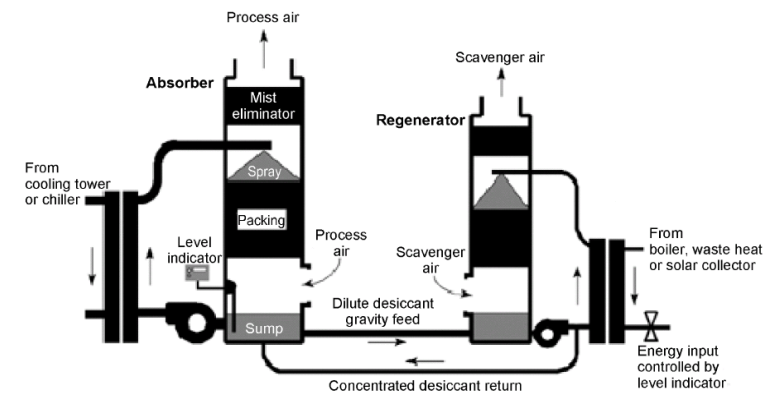 Process air
Absorber
Mist
eliminator
Scavenger air
Regenerator
From
cooling tower
or chiller
Spray
Packing
Level
indicator
Process
air
Scavenger
air
From
boiler, waste heat
or solar collector
Dilute desiccant
gravity feed
Sump
Energy input
controlled by
level indicator
Concentrated desiccant return